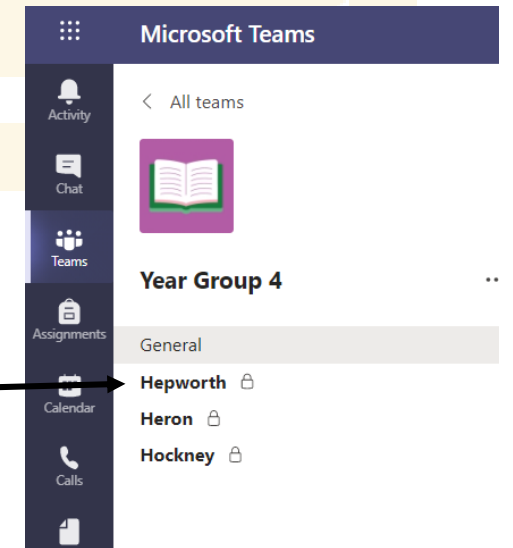 Microsoft Teams
Activity
Chat
Teams
Assignments
Calendar
Calls
All teams
Year Group 4
General
Hepworth
Heron
Hockney